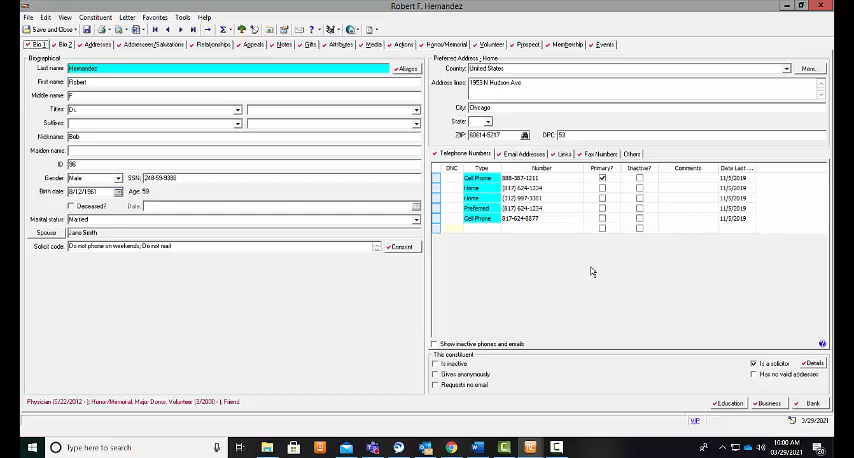 Robert F. Hernandez
File Edit View Constituent Letter Favorites Tools Help
Save and Close
Bio 1 Bio 2 Addresses Addressees/Salutations Relationships Appeals Notes Gifts Attributes Media Actions Honor/Memorial Volunteer Prospect Membership Events
Biographical
Last name: Hernandez Aliases
First name: Robert
Middle name: F
Titles: Dr.
Suffixes:
Nickname: Bob
Maiden name:
ID 96
Gender: Male SSN: 248-59-9388
Birth date: 8/12/1961 Age: 59
Deceased? Date:
Marital status: Married
Spouse Jane Smith
Solicit code: Do not phone on weekends; Do not mail Consent
Preferred Address - Home
Country: United States More...
Address lines: 1953 N Hudson Ave
City: Chicago
State:
ZIP: 60614-5217 DPC: 53
Telephone Numbers Email Addresses Links Fax Numbers Others
DNC Type Number Primary? Inactive? Comments Date Last ...
Cell Phone 888-387-1211 11/5/2019
Home (817) 624-1234 11/5/2019
Home (312) 997-3301 11/5/2019
Preferred (817) 624-1234 11/5/2019
Cell Phone 817-624-8877 11/5/2019
Show inactive phones and emails
This constituent
Is inactive Is a solicitor Details
Gives anonymously Has no valid addresses
Requests no email
Physician (5/22/2012 - ); Honor/Memorial; Major Donor, Volunteer (3/2000 - ); Friend
Education Business Bank
VIP 3/29/2021
Type here to search
10:00 AM
03/29/2021
20